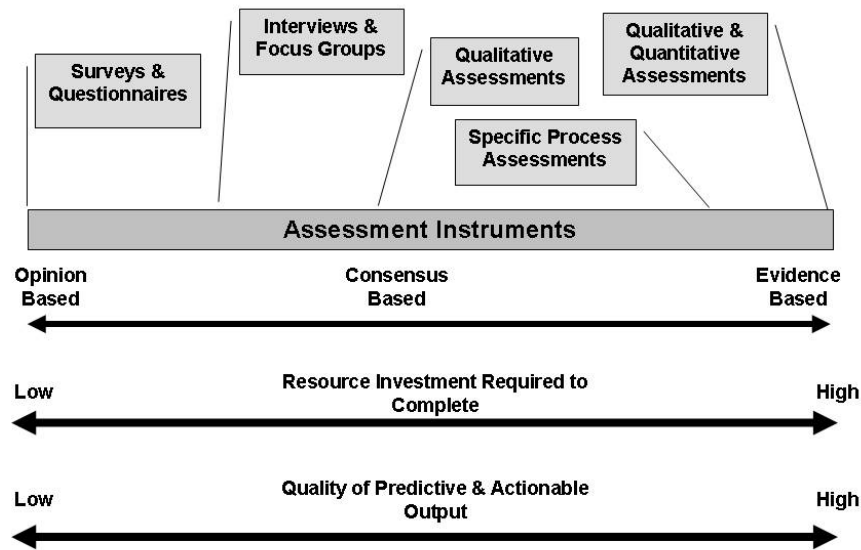 Surveys &
Questionnaires
Interviews &
Focus Groups
Qualitative
Assessments
Qualitative &
Quantitative
Assessments
Specific Process
Assessments
Assessment Instruments
Opinion
Based
Consensus
Based
Evidence
Based
Low
Resource Investment Required to
Complete
High
Low
Quality of Predictive & Actionable
Output
High